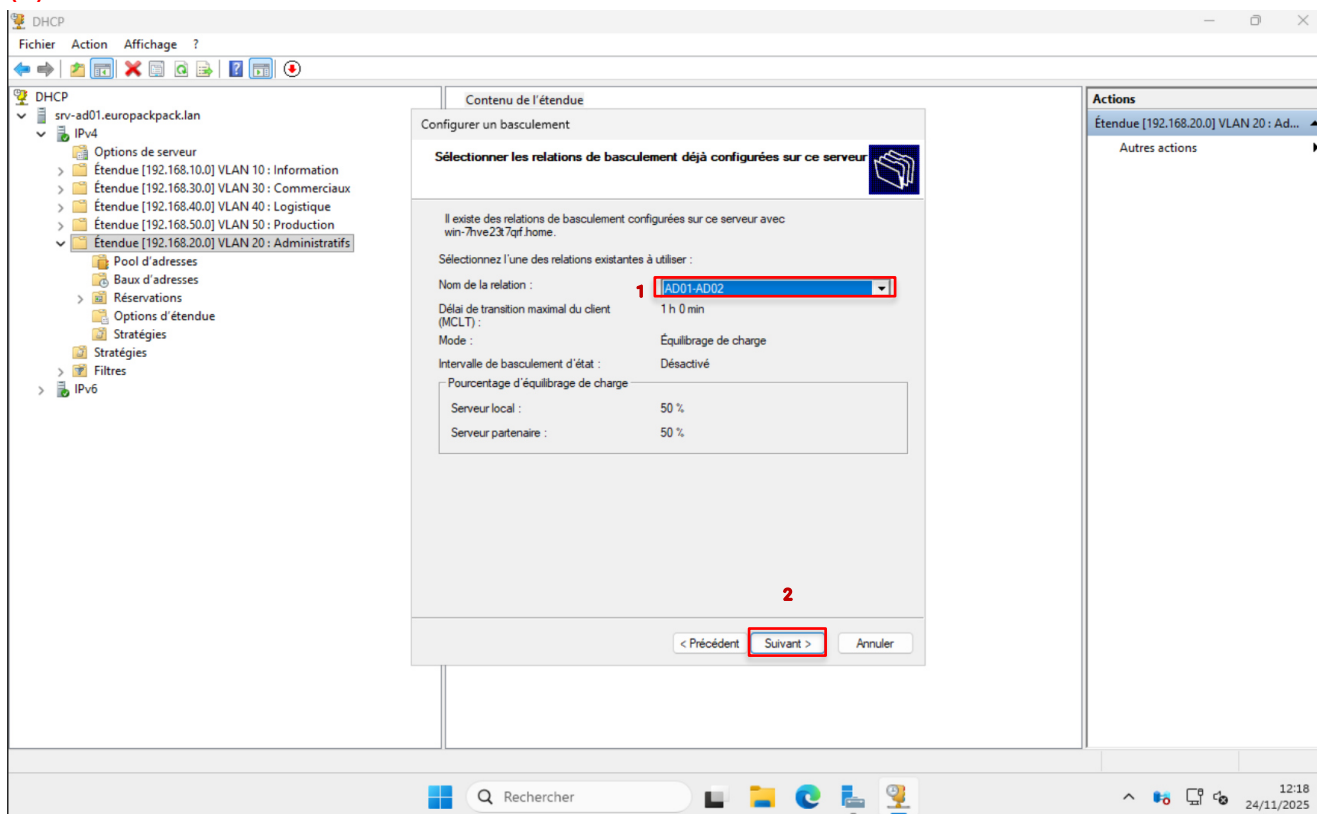 DHCP
Fichier Action Affichage ?
DHCP
srv-ad01.europackpack.lan
IPv4
Options de serveur
Étendue [192.168.10.0] VLAN 10 : Information
Étendue [192.168.30.0] VLAN 30 : Commerciaux
Étendue [192.168.40.0] VLAN 40 : Logistique
Étendue [192.168.50.0] VLAN 50 : Production
Étendue [192.168.20.0] VLAN 20 : Administratifs
Pool d'adresses
Baux d'adresses
Réservations
Options d'étendue
Stratégies
Stratégies
Filtres
IPv6
Contenu de l'étendue
Configurer un basculement
Sélectionner les relations de basculement déjà configurées sur ce serveur
Il existe des relations de basculement configurées sur ce serveur avec
win-7hve23t7qrf.home.
Sélectionnez l'une des relations existantes à utiliser :
Nom de la relation : 1 AD01-AD02
Délai de transition maximal du client 1 h 0 min
(MCLT) :
Mode : Équilibrage de charge
Intervalle de basculement d'état : Désactivé
Pourcentage d'équilibrage de charge
Serveur local : 50 %
Serveur partenaire : 50 %
2
< Précédent Suivant > Annuler
Actions
Étendue [192.168.20.0] VLAN 20 : Ad...
Autres actions
Rechercher
12:18
24/11/2025